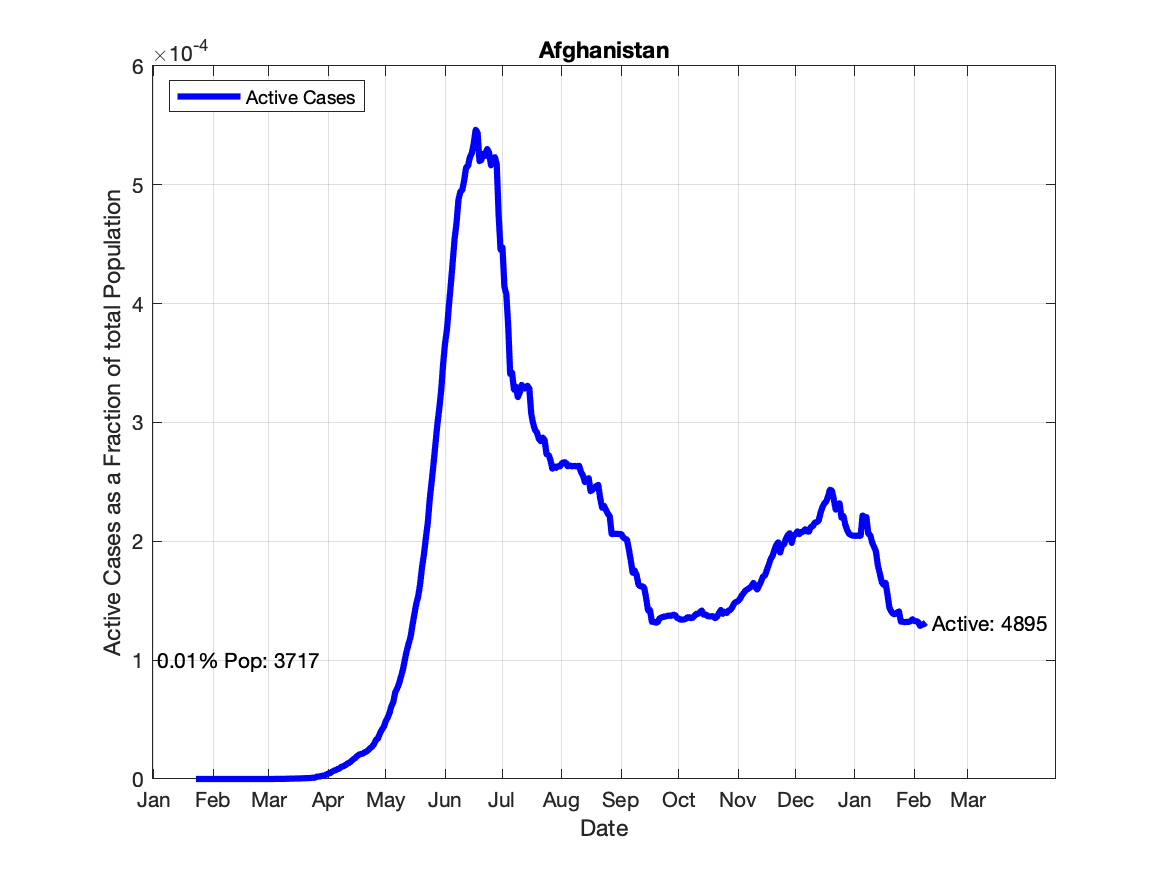 Afghanistan
×10-4
Active Cases
6
5
4
3
2
1
0
Active Cases as a Fraction of total Population
0.01% Pop: 3717
Active: 4895
Jan Feb Mar Apr May Jun Jul Aug Sep Oct Nov Dec Jan Feb Mar
Date